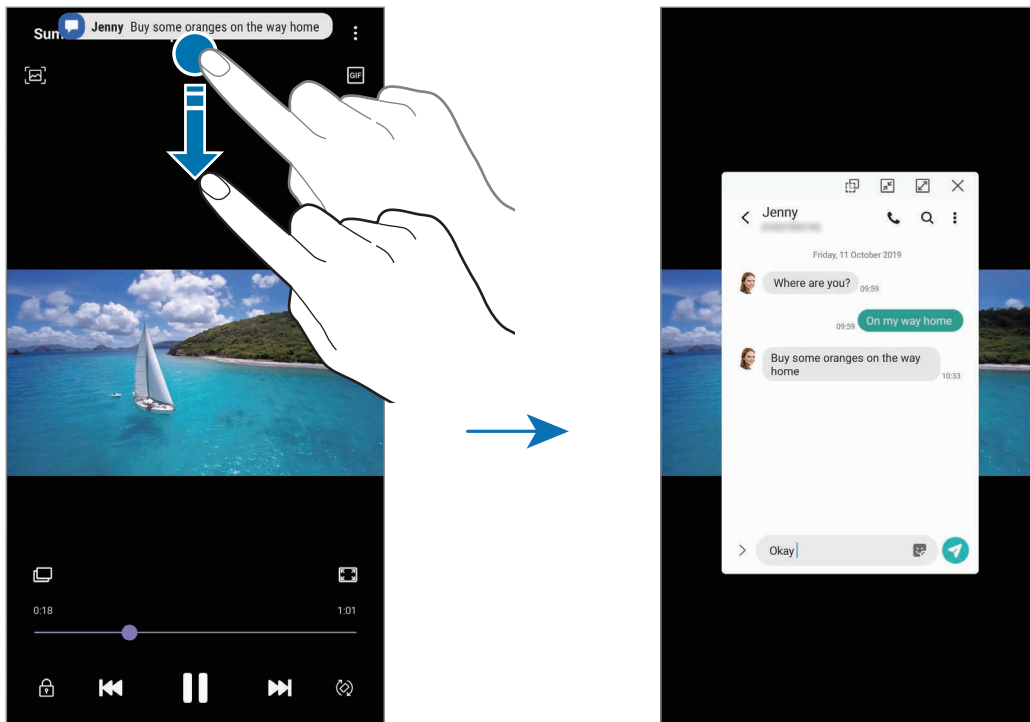 Sum
Jenny Buy some oranges on the way home
GIF
0:18
1:01
Jenny
Friday, 11 October 2019
Where are you?
09:59
09:59
On my way home
Buy some oranges on the way
home
10:33
Okay